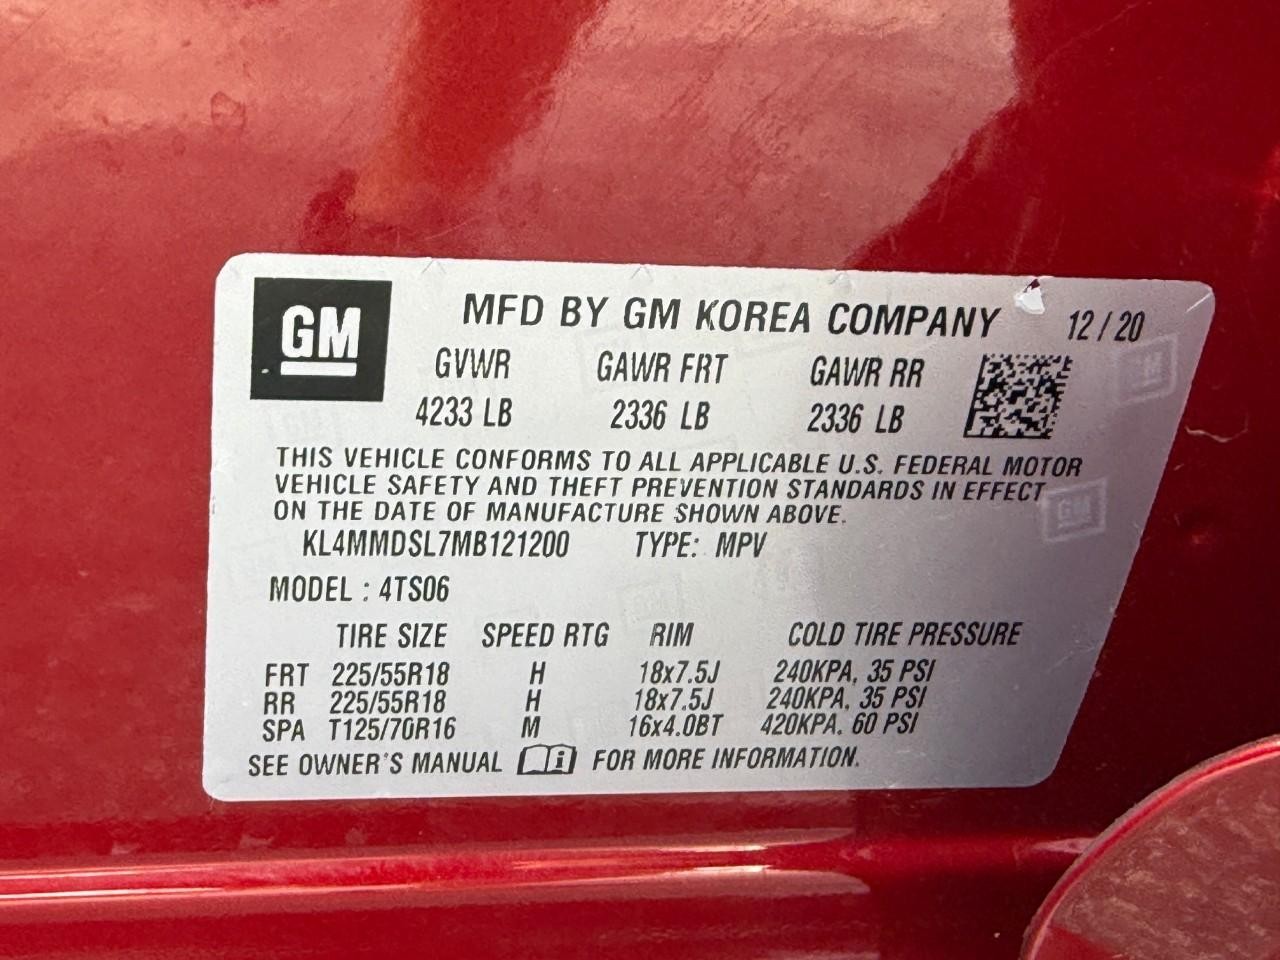 GM
MFD BY GM KOREA COMPANY 12/20
GVWR GAWR FRT GAWR RR
4233 LB 2336 LB 2336 LB
THIS VEHICLE CONFORMS TO ALL APPLICABLE U.S. FEDERAL MOTOR
VEHICLE SAFETY AND THEFT PREVENTION STANDARDS IN EFFECT
ON THE DATE OF MANUFACTURE SHOWN ABOVE.
KL4MMDSL7MB121200 TYPE: MPV
MODEL : 4TS06
TIRE SIZE SPEED RTG RIM COLD TIRE PRESSURE
FRT 225/55R18 H 18x7.5J 240KPA, 35 PSI
RR 225/55R18 H 18x7.5J 240KPA, 35 PSI
SPA T125/70R16 M 16x4.0BT 420KPA, 60 PSI
SEE OWNER'S MANUAL i FOR MORE INFORMATION.